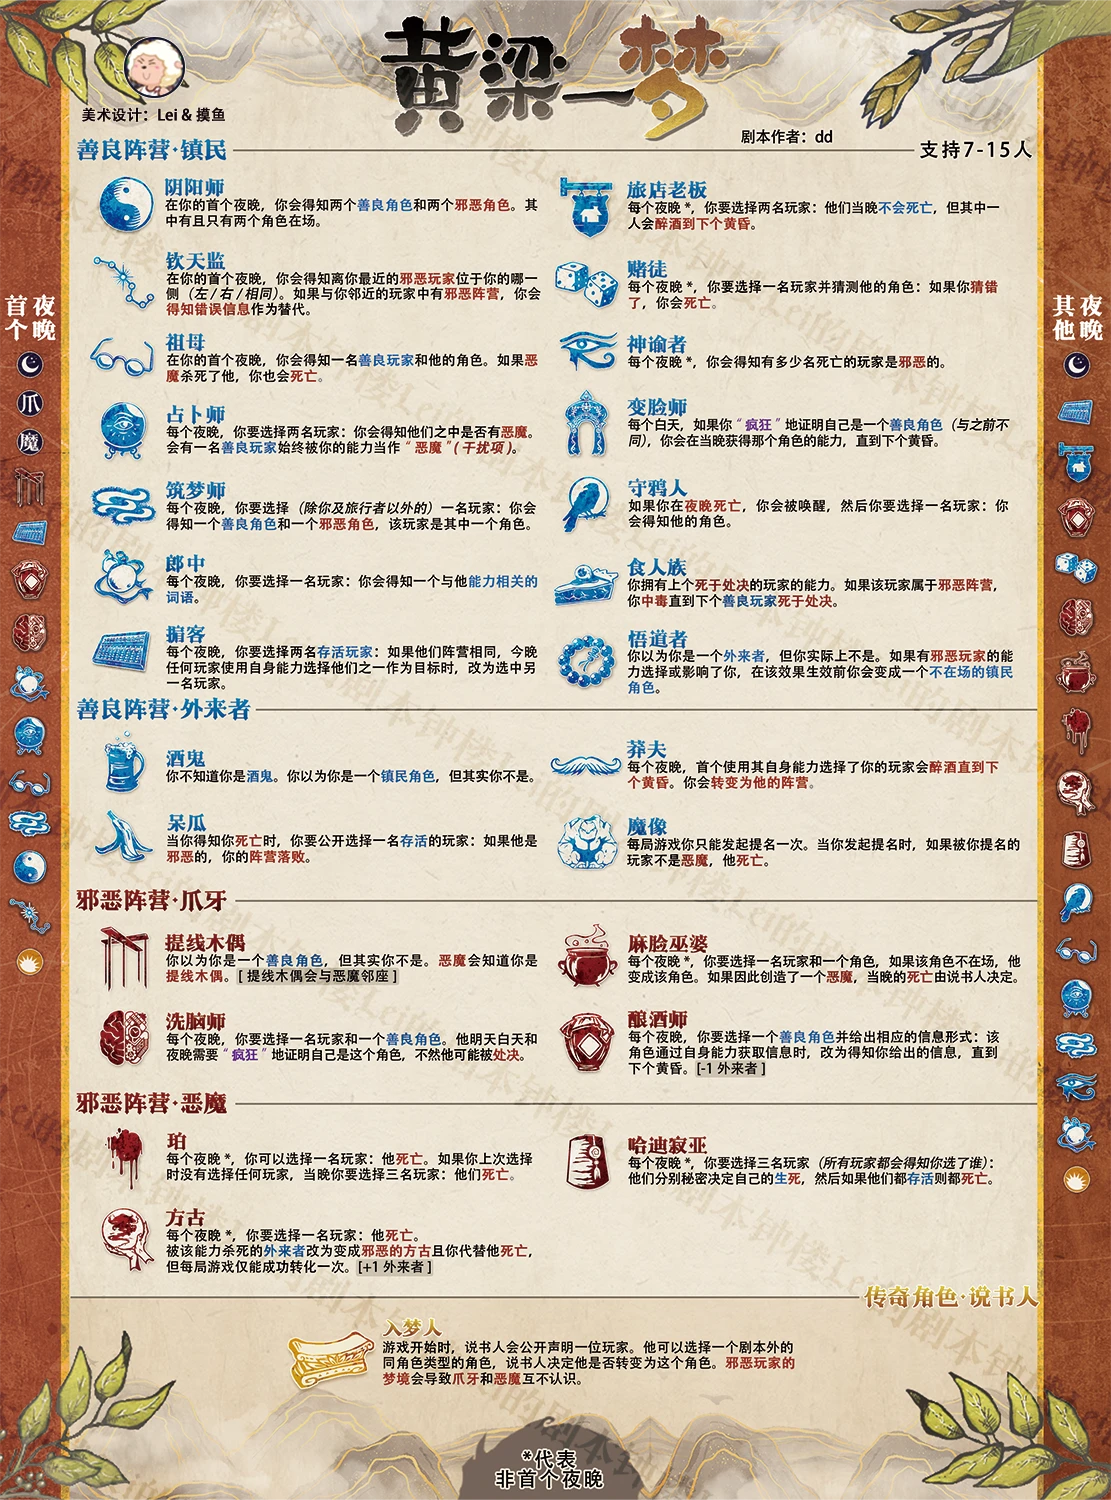 黄粱一梦
美术设计：Lei & 摸鱼
剧本作者：dd
支持7-15人
善良阵营·镇民
阴阳师
在你的首个夜晚，你会得知两个善良角色和两个邪恶角色。其
中有且只有两个角色在场。
钦天监
在你的首个夜晚，你会得知离你最近的邪恶玩家位于你的哪一
侧（左/右/相同）。如果与你邻近的玩家中有邪恶阵营，你会
得知错误信息作为替代。
祖母
在你的首个夜晚，你会得知一名善良玩家和他的角色。如果恶
魔杀死了他，你也会死亡。
占卜师
每个夜晚，你要选择两名玩家：你会得知他们之中是否有恶魔。
会有一名善良玩家始终被你的能力当作“恶魔”(干扰项)。
筑梦师
每个夜晚，你要选择（除你及旅行者以外的）一名玩家：你会
得知一个善良角色和一个邪恶角色，该玩家是其中一个角色。
郎中
每个夜晚，你要选择一名玩家：你会得知一个与他能力相关的
词语。
掮客
每个夜晚，你要选择两名存活玩家：如果他们阵营相同，今晚
任何玩家使用自身能力选择他们之一作为目标时，改为选中另
一名玩家。
旅店老板
每个夜晚*，你要选择两名玩家：他们当晚不会死亡，但其中一
人会醉酒到下个黄昏。
赌徒
每个夜晚*，你要选择一名玩家并猜测他的角色：如果你猜错
了，你会死亡。
神谕者
每个夜晚*，你会得知有多少名死亡的玩家是邪恶的。
变脸师
每个白天，如果你“疯狂”地证明自己是一个善良角色（与之前不
同），你会在当晚获得那个角色的能力，直到下个黄昏。
守鸦人
如果你在夜晚死亡，你会被唤醒，然后你要选择一名玩家：你
会得知他的角色。
食人族
你拥有上个死于处决的玩家的能力。如果该玩家属于邪恶阵营，
你中毒直到下个善良玩家死于处决。
悟道者
你以为你是一个外来者，但你实际上不是。如果有邪恶玩家的能
力选择或影响了你，在该效果生效前你会变成一个不在场的镇民
角色。
善良阵营·外来者
酒鬼
你不知道你是酒鬼。你以为你是一个镇民角色，但其实你不是。
呆瓜
当你得知你死亡时，你要公开选择一名存活的玩家：如果他是
邪恶的，你的阵营落败。
莽夫
每个夜晚，首个使用其自身能力选择了你的玩家会醉酒直到下
个黄昏。你会转变为他的阵营。
魔像
每局游戏你只能发起提名一次。当你发起提名时，如果被你提名的
玩家不是恶魔，他死亡。
邪恶阵营·爪牙
提线木偶
你以为你是一个善良角色，但其实你不是。恶魔会知道你是
提线木偶。[提线木偶会与恶魔邻座]
洗脑师
每个夜晚，你要选择一名玩家和一个善良角色。他明天白天和
夜晚需要“疯狂”地证明自己是这个角色，不然他可能被处决。
麻脸巫婆
每个夜晚*，你要选择一名玩家和一个角色，如果该角色不在场，他
变成该角色。如果因此创造了一个恶魔，当晚的死亡由说书人决定。
酿酒师
每个夜晚，你要选择一个善良角色并给出相应的信息形式：该
角色通过自身能力获取信息时，改为得知你给出的信息，直到
下个黄昏。[-1 外来者]
邪恶阵营·恶魔
珀
每个夜晚*，你可以选择一名玩家：他死亡。如果你上次选择
时没有选择任何玩家，当晚你要选择三名玩家：他们死亡。
方古
每个夜晚*，你要选择一名玩家：他死亡。
被该能力杀死的外来者改为变成邪恶的方古且你代替他死亡，
但每局游戏仅能成功转化一次。[+1 外来者]
哈迪寂亚
每个夜晚*，你要选择三名玩家（所有玩家都会得知你选了谁）：
他们分别秘密决定自己的生死，然后如果他们都存活则都死亡。
传奇角色·说书人
入梦人
游戏开始时，说书人会公开声明一位玩家。他可以选择一个剧本外的
同角色类型的角色，说书人决定他是否转变为这个角色。邪恶玩家的
梦境会导致爪牙和恶魔互不认识。
*代表
非首个夜晚
首个夜晚
爪
魔
其他夜晚